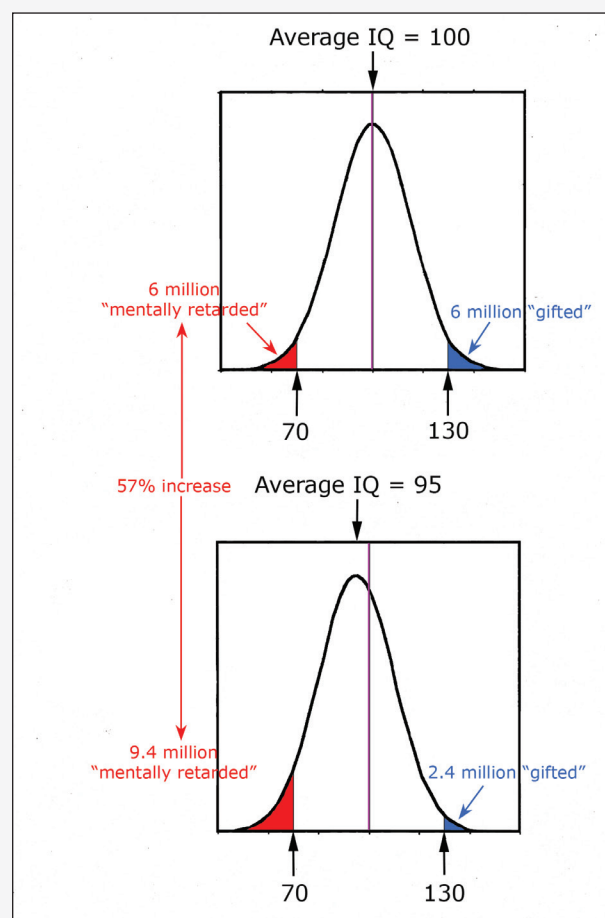 Average IQ = 100
6 million
“mentally retarded”
6 million “gifted”
70
130
57% increase
Average IQ = 95
9.4 million
“mentally retarded”
2.4 million “gifted”
70
130